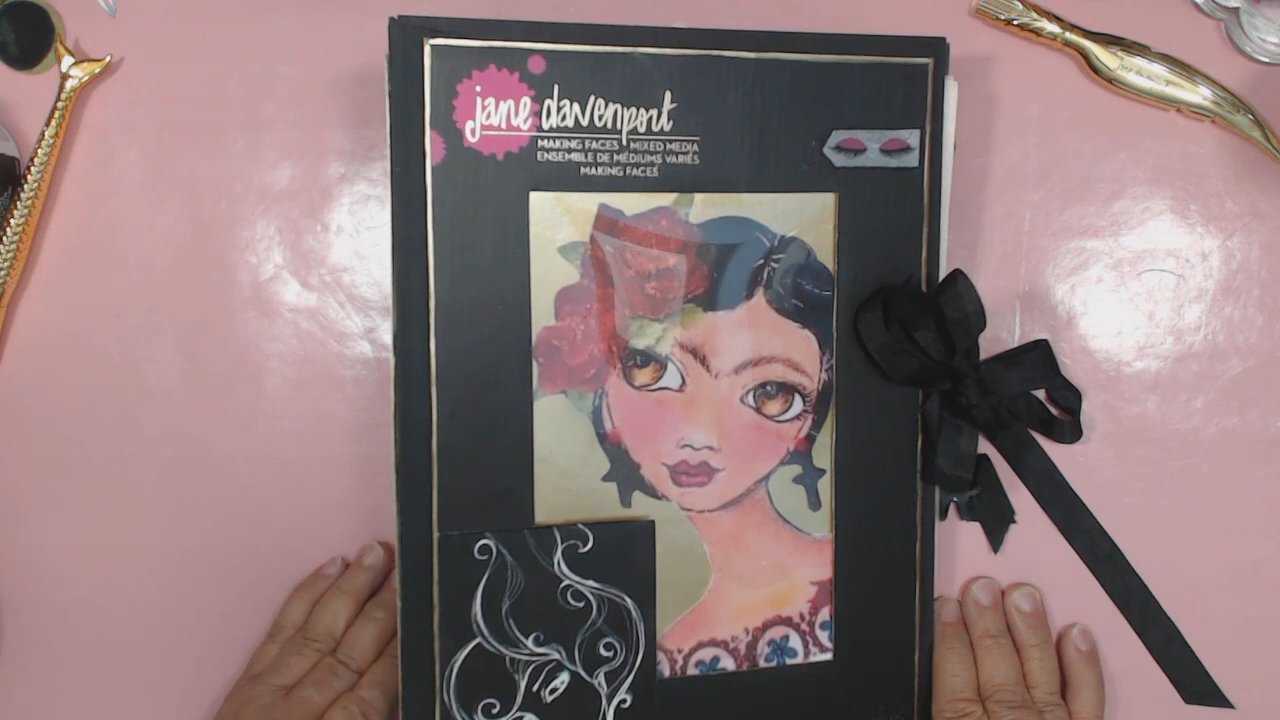 jane davenport
MAKING FACES MIXED MEDIA
ENSEMBLE DE MÉDIUMS VARIÉS
MAKING FACES